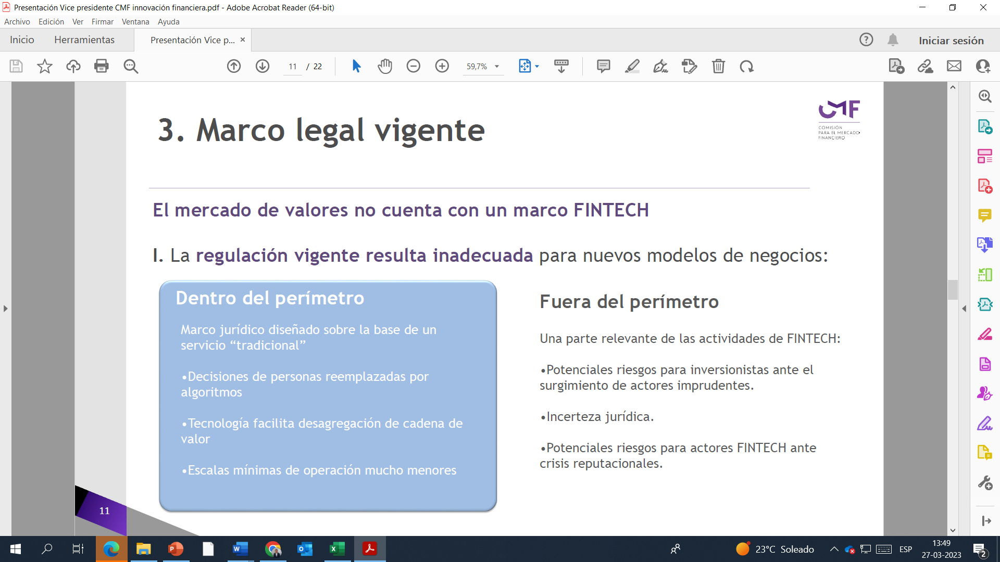 Presentación Vice presidente CMF innovación financiera.pdf - Adobe Acrobat Reader (64-bit)
Archivo Edición Ver Firmar Ventana Ayuda
Inicio Herramientas Presentación Vice p... × Iniciar sesión
11 / 22 59,7%
CMF
COMISIÓN
PARA EL MERCADO
FINANCIERO
3. Marco legal vigente
El mercado de valores no cuenta con un marco FINTECH
I. La regulación vigente resulta inadecuada para nuevos modelos de negocios:
Dentro del perímetro
Marco jurídico diseñado sobre la base de un
servicio “tradicional”
•Decisiones de personas reemplazadas por
algoritmos
•Tecnología facilita desagregación de cadena de
valor
•Escalas mínimas de operación mucho menores
Fuera del perímetro
Una parte relevante de las actividades de FINTECH:
•Potenciales riesgos para inversionistas ante el
surgimiento de actores imprudentes.
•Incerteza jurídica.
•Potenciales riesgos para actores FINTECH ante
crisis reputacionales.
11
23°C Soleado ESP
13:49
27-03-2023
2